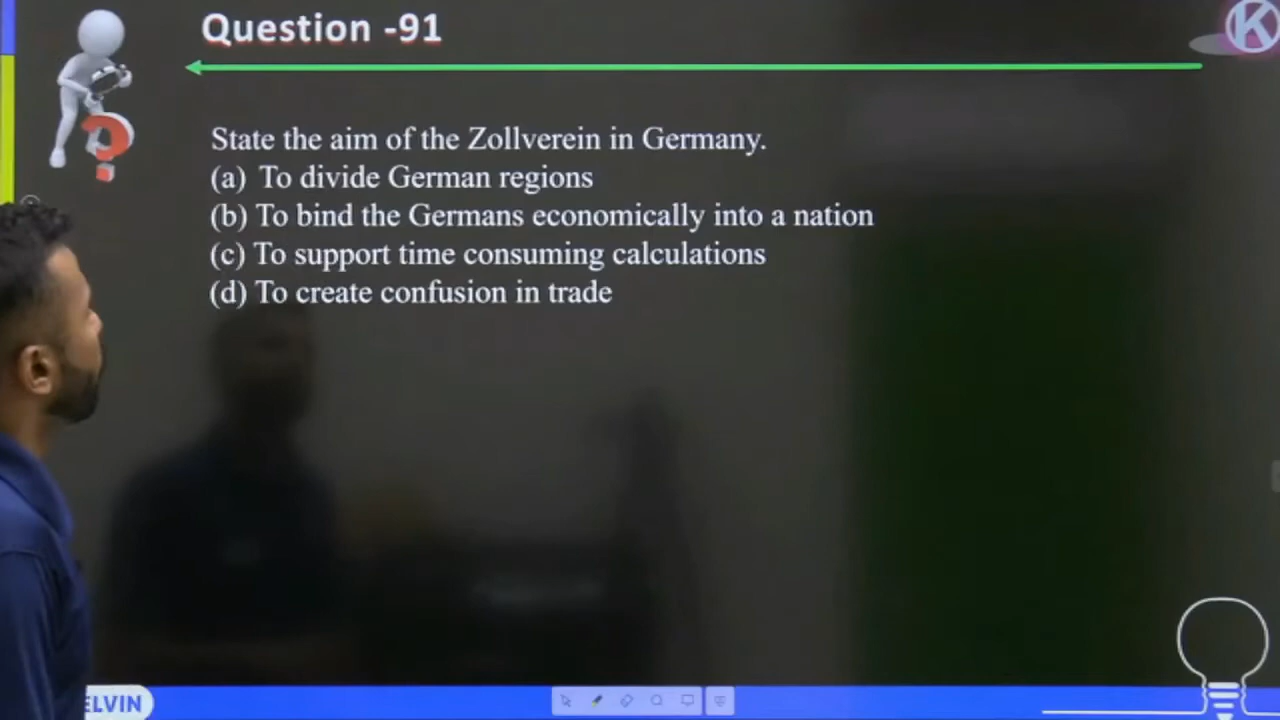 Question -91
K
State the aim of the Zollverein in Germany.
(a) To divide German regions
(b) To bind the Germans economically into a nation
(c) To support time consuming calculations
(d) To create confusion in trade
ELVIN